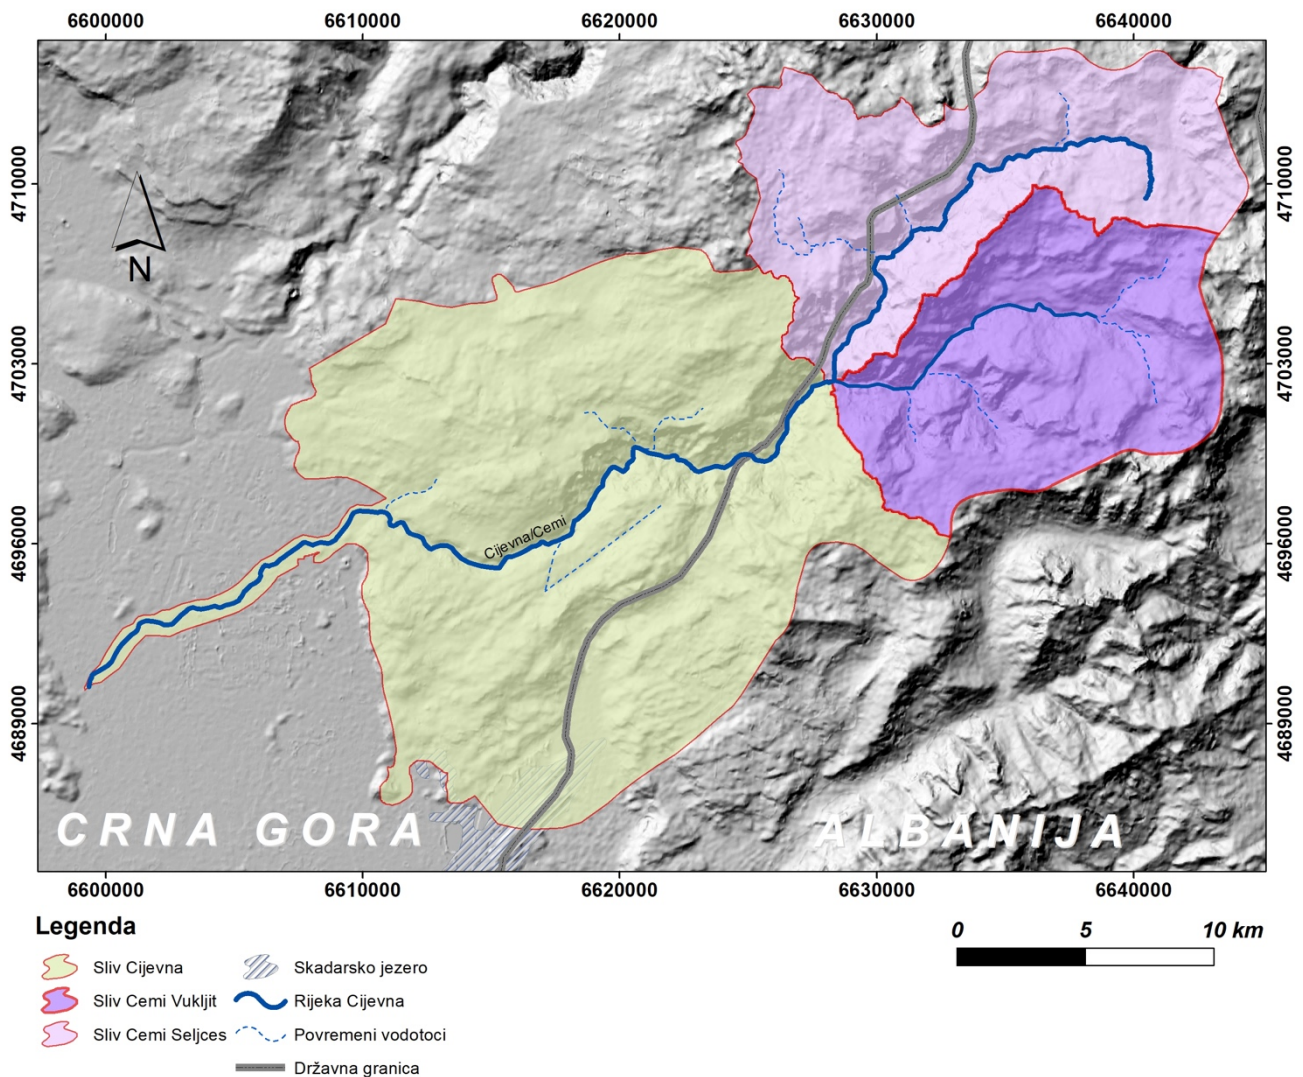 6600000 6610000 6620000 6630000 6640000
4710000 4710000
4703000 4703000
4696000 4696000
4689000 4689000
N
Cijevna/Cemi
CRNA GORA ALBANIJA
6600000 6610000 6620000 6630000 6640000
Legenda
Sliv Cijevna
Sliv Cemi Vukljit
Sliv Cemi Seljces
Skadarsko jezero
Rijeka Cijevna
Povremeni vodotoci
Državna granica
0 5 10 km